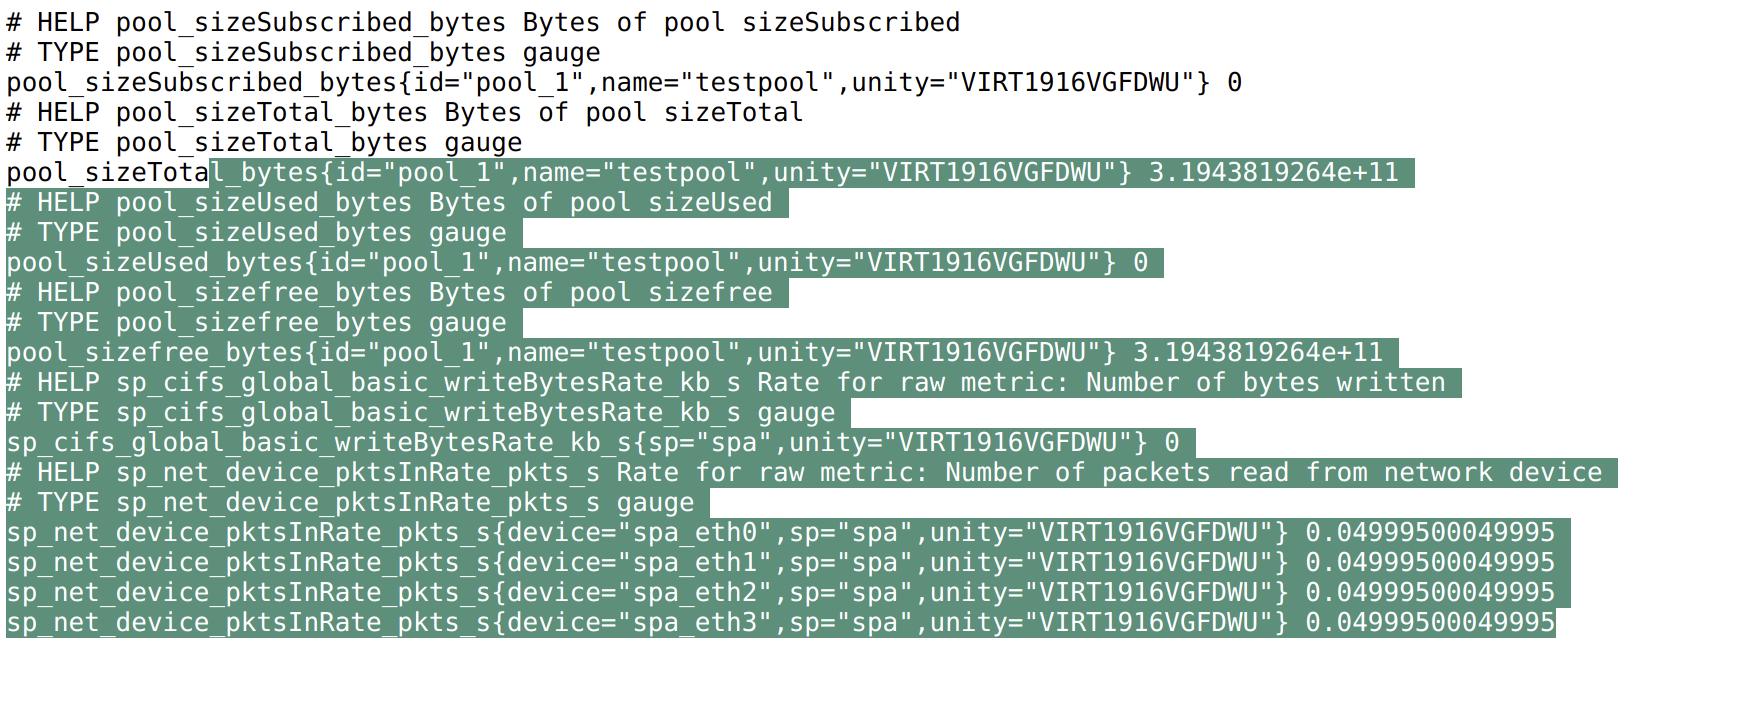 # HELP pool_sizeSubscribed_bytes Bytes of pool sizeSubscribed
# TYPE pool_sizeSubscribed_bytes gauge
pool_sizeSubscribed_bytes{id="pool_1",name="testpool",unity="VIRT1916VGFDWU"} 0
# HELP pool_sizeTotal_bytes Bytes of pool sizeTotal
# TYPE pool_sizeTotal_bytes gauge
pool_sizeTotal_bytes{id="pool_1",name="testpool",unity="VIRT1916VGFDWU"} 3.1943819264e+11
# HELP pool_sizeUsed_bytes Bytes of pool sizeUsed
# TYPE pool_sizeUsed_bytes gauge
pool_sizeUsed_bytes{id="pool_1",name="testpool",unity="VIRT1916VGFDWU"} 0
# HELP pool_sizefree_bytes Bytes of pool sizefree
# TYPE pool_sizefree_bytes gauge
pool_sizefree_bytes{id="pool_1",name="testpool",unity="VIRT1916VGFDWU"} 3.1943819264e+11
# HELP sp_cifs_global_basic_writeBytesRate_kb_s Rate for raw metric: Number of bytes written
# TYPE sp_cifs_global_basic_writeBytesRate_kb_s gauge
sp_cifs_global_basic_writeBytesRate_kb_s{sp="spa",unity="VIRT1916VGFDWU"} 0
# HELP sp_net_device_pktsInRate_pkts_s Rate for raw metric: Number of packets read from network device
# TYPE sp_net_device_pktsInRate_pkts_s gauge
sp_net_device_pktsInRate_pkts_s{device="spa_eth0",sp="spa",unity="VIRT1916VGFDWU"} 0.04999500049995
sp_net_device_pktsInRate_pkts_s{device="spa_eth1",sp="spa",unity="VIRT1916VGFDWU"} 0.04999500049995
sp_net_device_pktsInRate_pkts_s{device="spa_eth2",sp="spa",unity="VIRT1916VGFDWU"} 0.04999500049995
sp_net_device_pktsInRate_pkts_s{device="spa_eth3",sp="spa",unity="VIRT1916VGFDWU"} 0.04999500049995